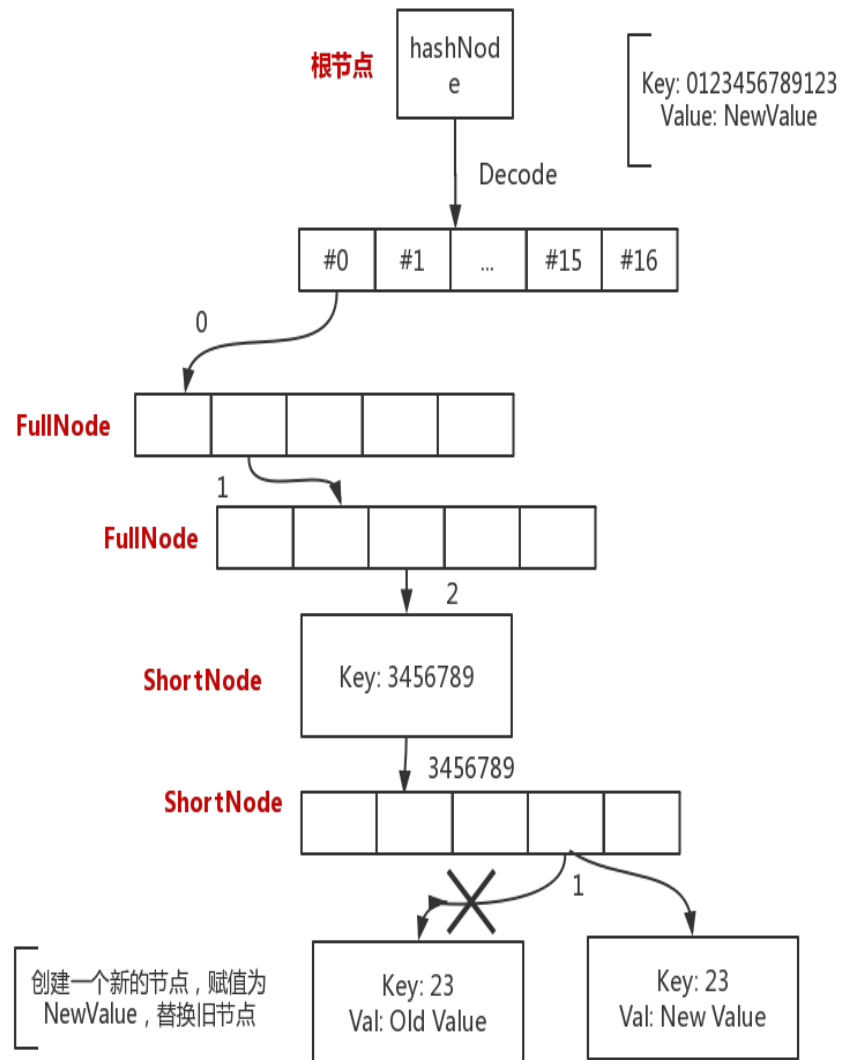 根节点
hashNod
e
Key: 0123456789123
Value: NewValue
Decode
#0 #1 ... #15 #16
0
FullNode
1
FullNode
2
ShortNode
Key: 3456789
3456789
ShortNode
1
创建一个新的节点，赋值为
NewValue，替换旧节点
Key: 23
Val: Old Value
Key: 23
Val: New Value